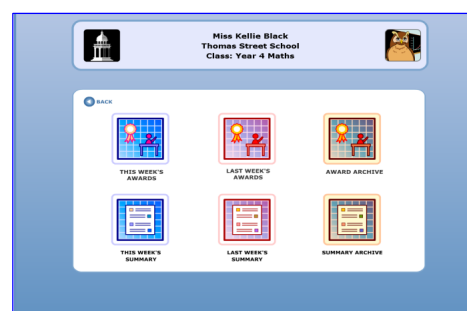 Miss Kellie Black
Thomas Street School
Class: Year 4 Maths
BACK
THIS WEEK'S
AWARDS
LAST WEEK'S
AWARDS
AWARD ARCHIVE
THIS WEEK'S
SUMMARY
LAST WEEK'S
SUMMARY
SUMMARY ARCHIVE